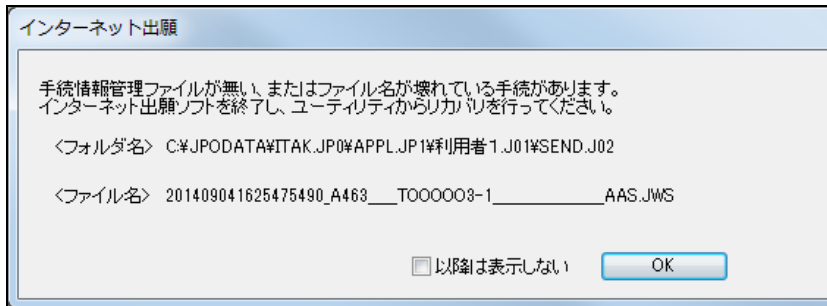 インターネット出願
手続情報管理ファイルが無い、またはファイル名が壊れている手続があります。
インターネット出願ソフトを終了し、ユーティリティからリカバリを行ってください。
<フォルダ名> C:¥JPODATA¥ITAK.JP0¥APPL.JP1¥利用者1.J01¥SEND.J02
<ファイル名> 201409041625475490_A463___TOOOOO3-1____________AAS.JWS
以降は表示しない OK